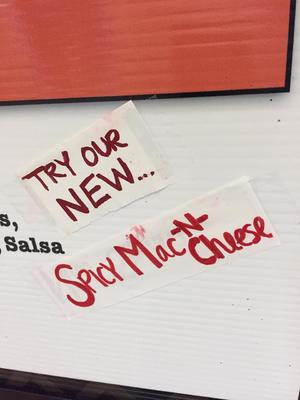 TRY OUR
NEW...
s,
, Salsa
SPICY Mac -N- Cheese